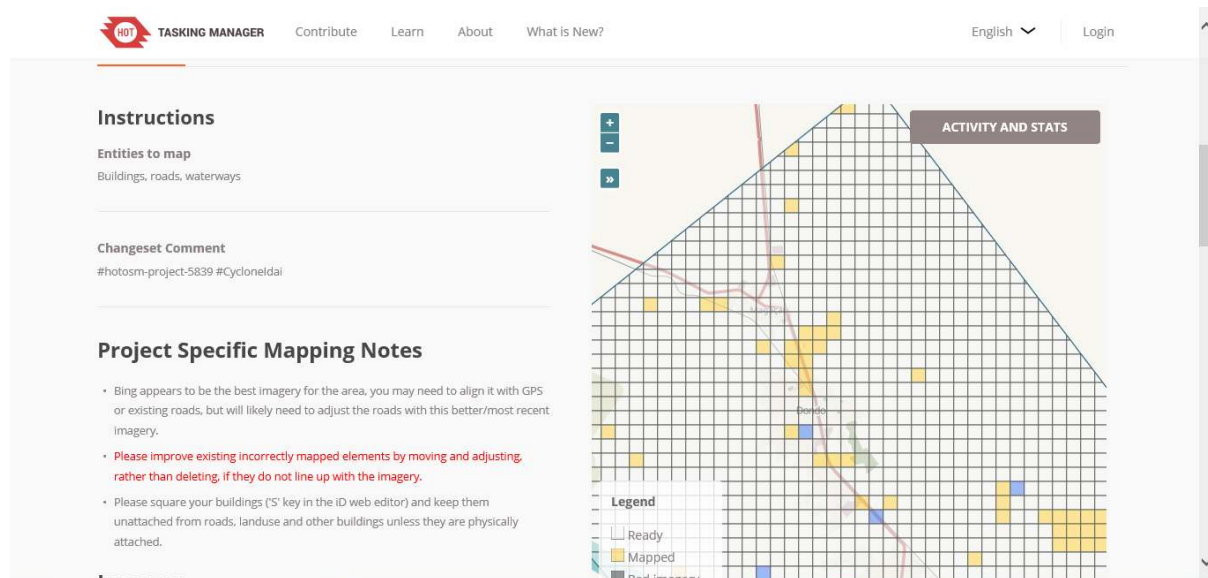 HOT TASKING MANAGER Contribute Learn About What is New? English Login
Instructions
Entities to map
Buildings, roads, waterways
Changeset Comment
#hotosm-project-5839 #CycloneIdai
Project Specific Mapping Notes
• Bing appears to be the best imagery for the area, you may need to align it with GPS
or existing roads, but will likely need to adjust the roads with this better/most recent
imagery.
• Please improve existing incorrectly mapped elements by moving and adjusting,
rather than deleting, if they do not line up with the imagery.
• Please square your buildings ('S' key in the iD web editor) and keep them
unattached from roads, landuse and other buildings unless they are physically
attached.
+
−
»
ACTIVITY AND STATS
Dondo
Legend
Ready
Mapped
Bad imagery